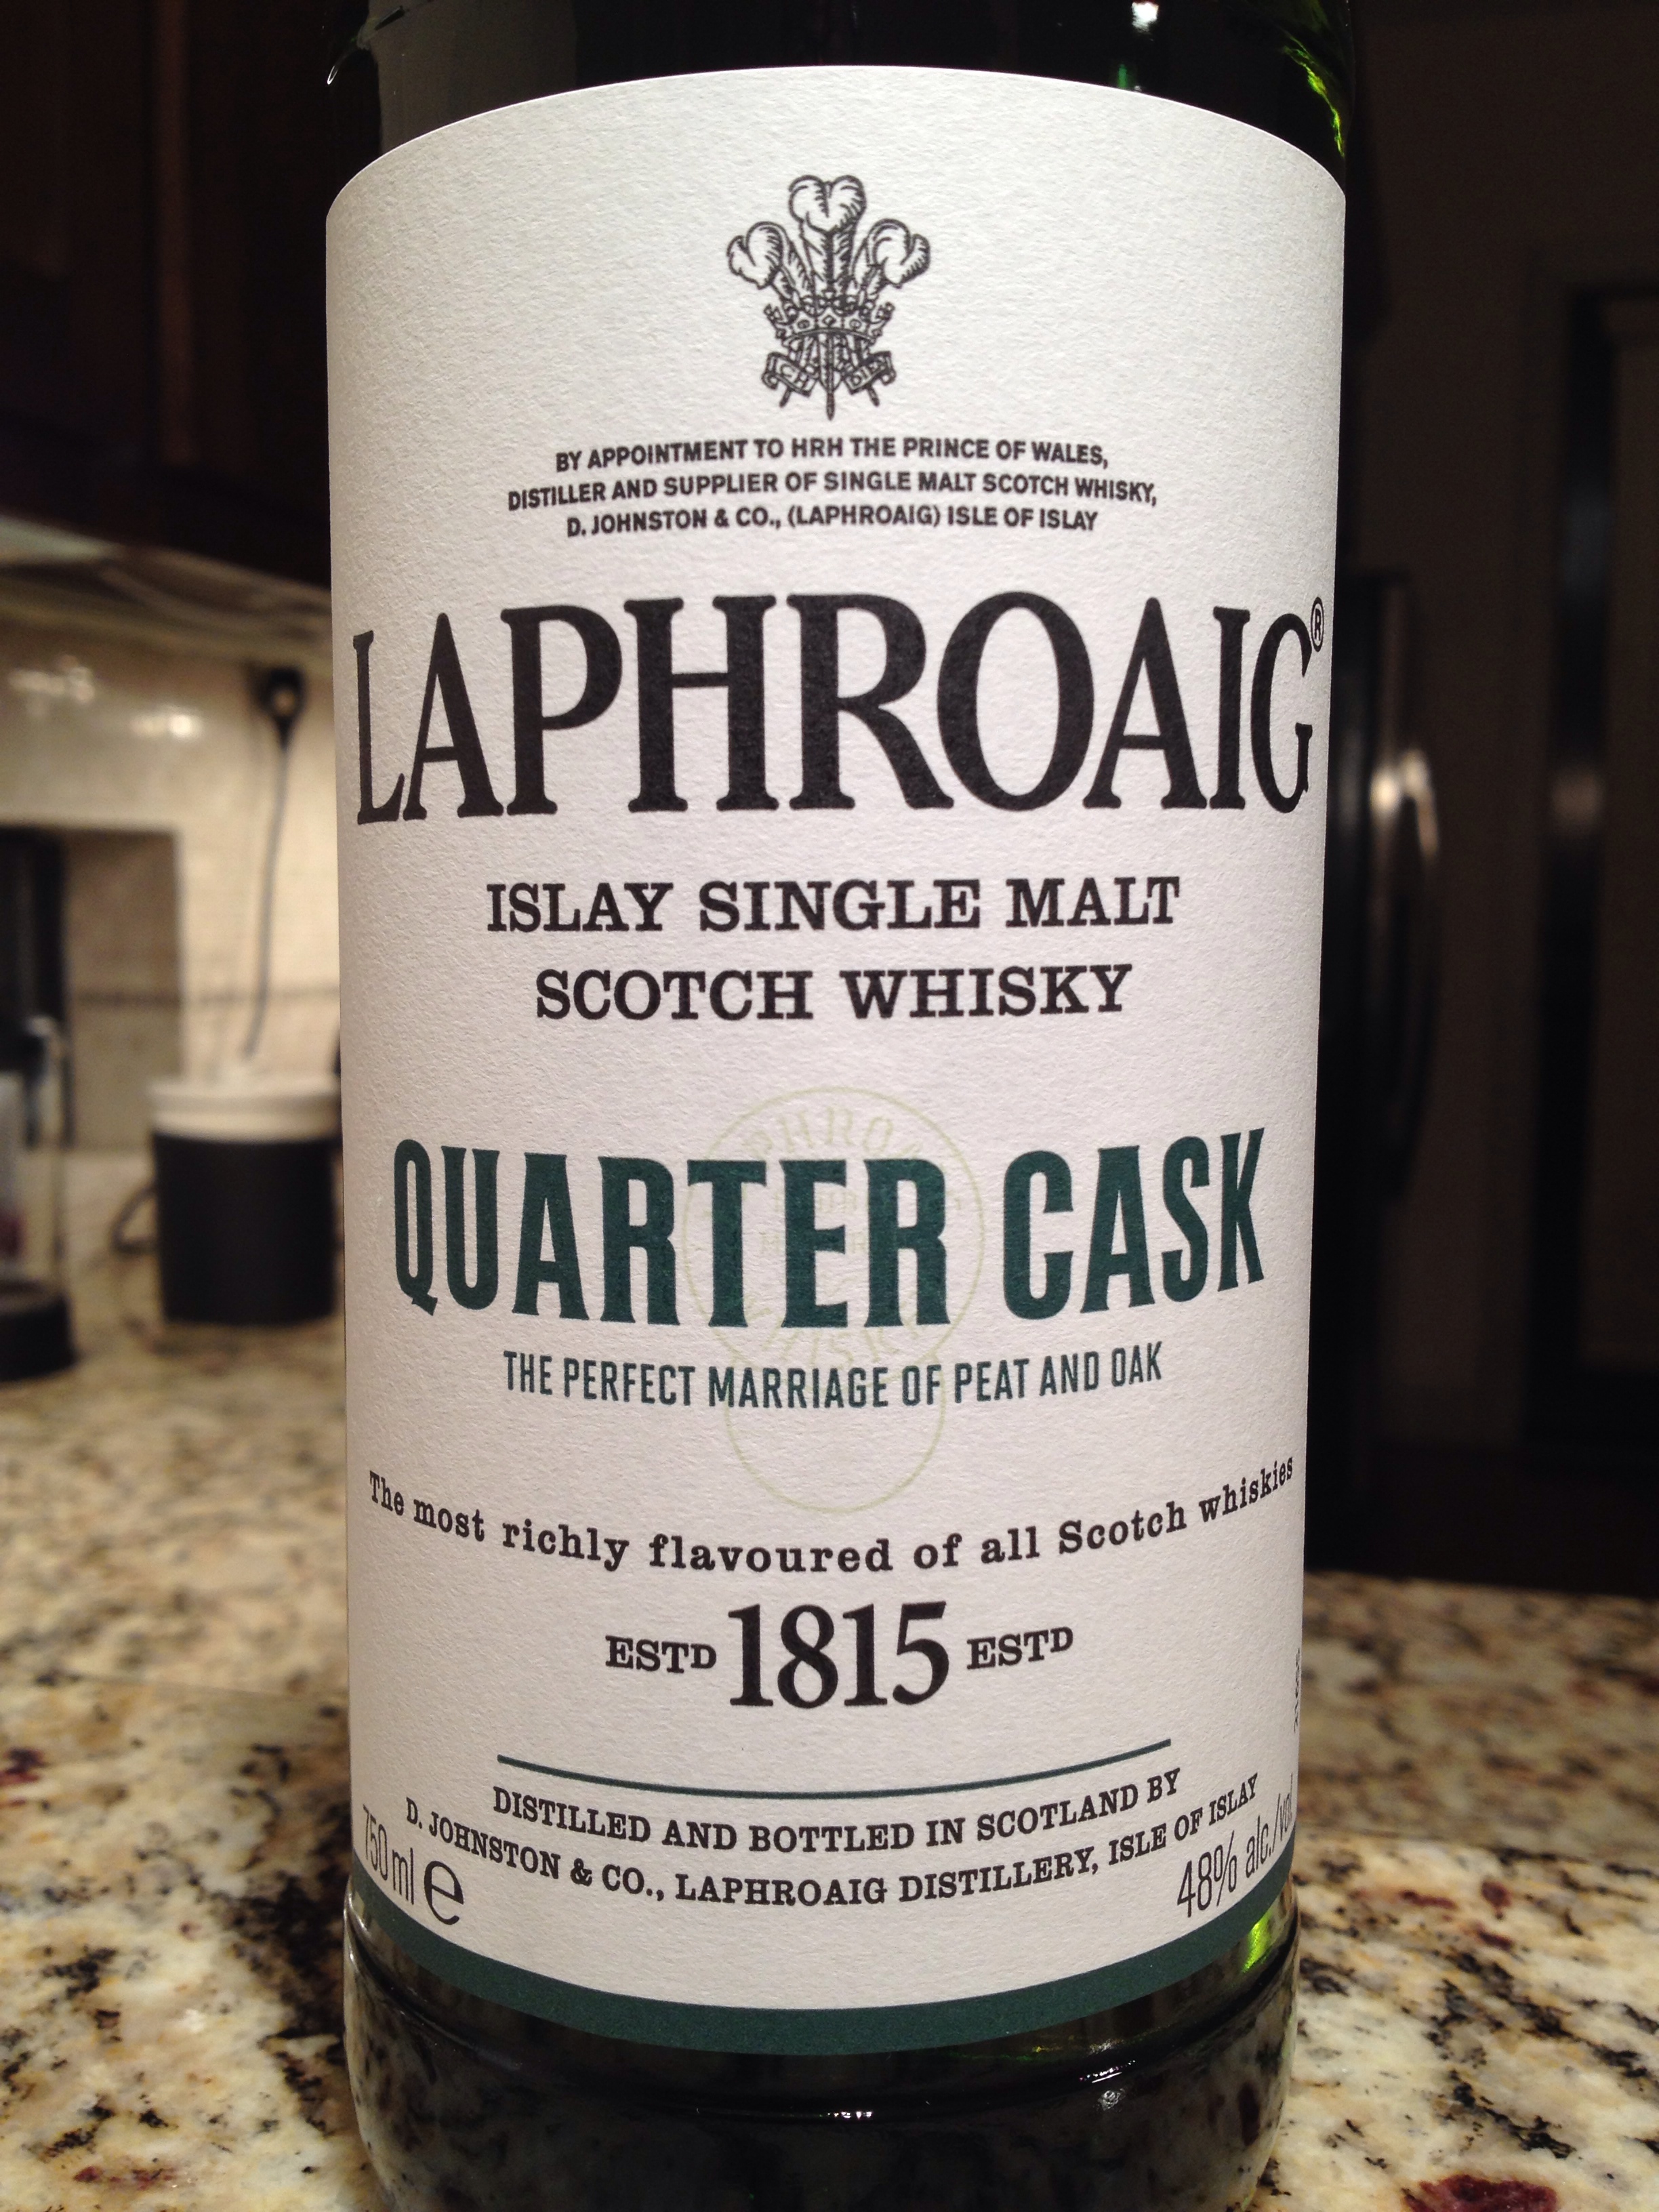 ICH DIEN
BY APPOINTMENT TO HRH THE PRINCE OF WALES,
DISTILLER AND SUPPLIER OF SINGLE MALT SCOTCH WHISKY,
D. JOHNSTON & CO., (LAPHROAIG) ISLE OF ISLAY
LAPHROAIG®
ISLAY SINGLE MALT
SCOTCH WHISKY
QUARTER CASK
THE PERFECT MARRIAGE OF PEAT AND OAK
The most richly flavoured of all Scotch whiskies
ESTD 1815 ESTD
DISTILLED AND BOTTLED IN SCOTLAND BY
D. JOHNSTON & CO., LAPHROAIG DISTILLERY, ISLE OF ISLAY
750 ml e
48% alc./vol.